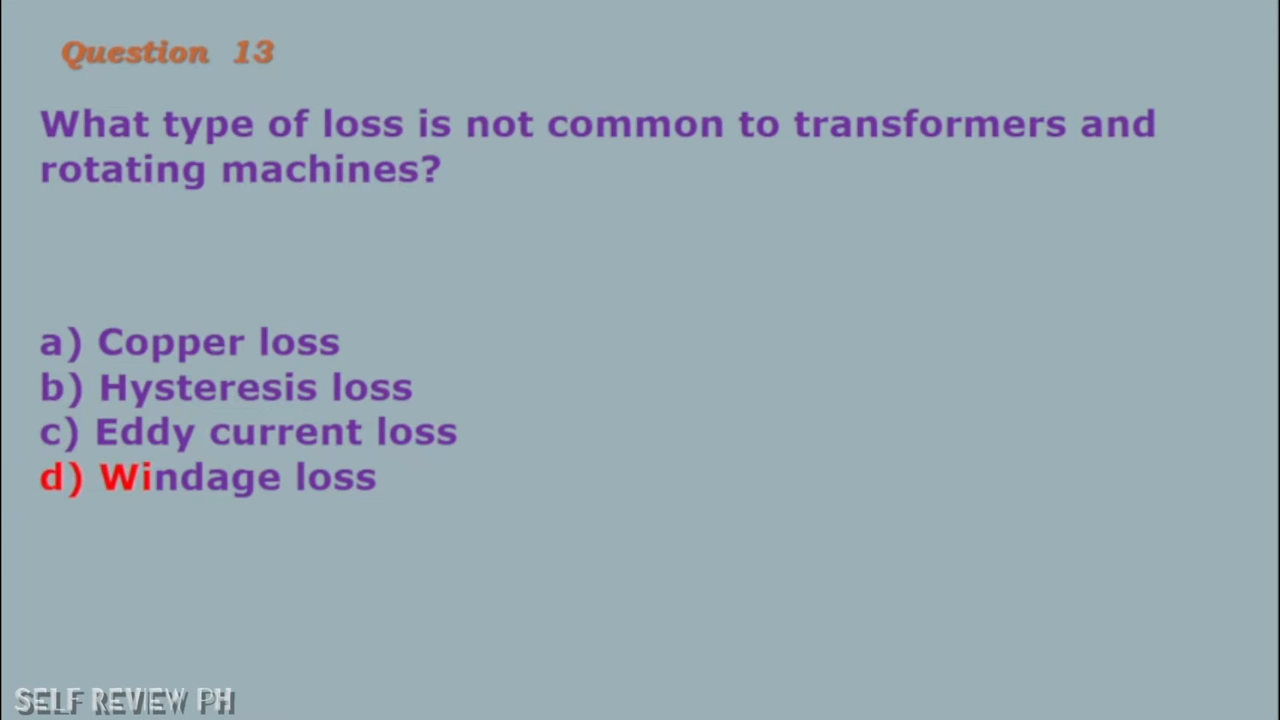 Question 13
What type of loss is not common to transformers and
rotating machines?
a) Copper loss
b) Hysteresis loss
c) Eddy current loss
d) Windage loss
SELF REVIEW PH